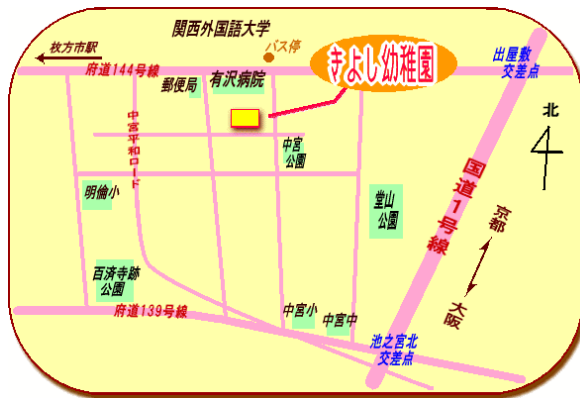 関西外国語大学
枚方市駅
バス停
きよし幼稚園
出屋敷
交差点
府道144号線
郵便局
有沢病院
北
中宮平和ロード
中宮
公園
国道1号線
明倫小
堂山
公園
京都
大阪
百済寺跡
公園
府道139号線
中宮小
中宮中
池之宮北
交差点